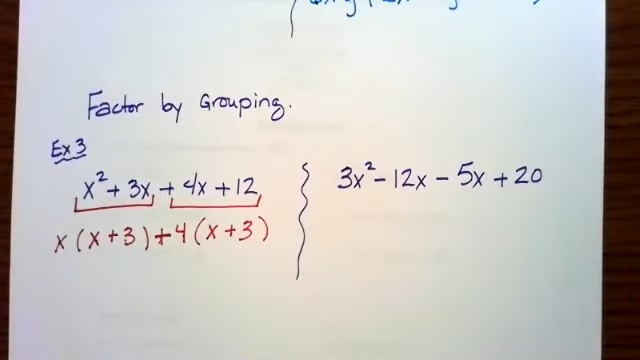 Factor by Grouping.
Ex 3
x² + 3x + 4x + 12
x (x + 3) + 4 (x + 3)
3x² - 12x - 5x + 20